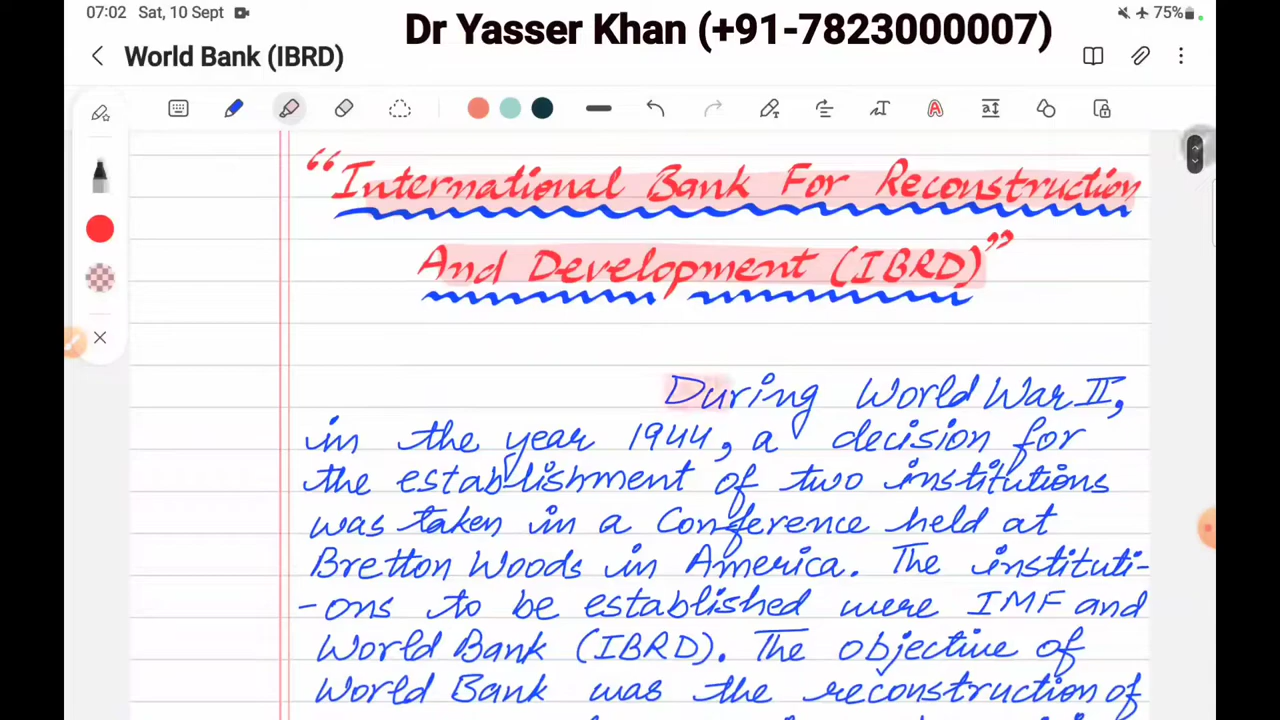 07:02 Sat, 10 Sept
75%
Dr Yasser Khan (+91-7823000007)
World Bank (IBRD)
"International Bank For Reconstruction
And Development (IBRD)"
During World War II,
in the year 1944, a decision for
the establishment of two institutions
was taken in a Conference held at
Bretton Woods in America. The instituti-
-ons to be established were IMF and
World Bank (IBRD). The objective of
World Bank was the reconstruction of